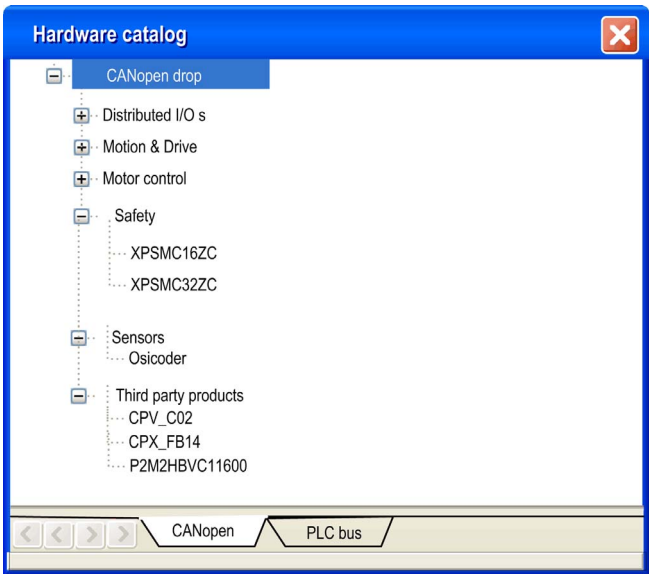 Hardware catalog
CANopen drop
Distributed I/O s
Motion & Drive
Motor control
Safety
XPSMC16ZC
XPSMC32ZC
Sensors
Osicoder
Third party products
CPV_C02
CPX_FB14
P2M2HBVC11600
CANopen PLC bus